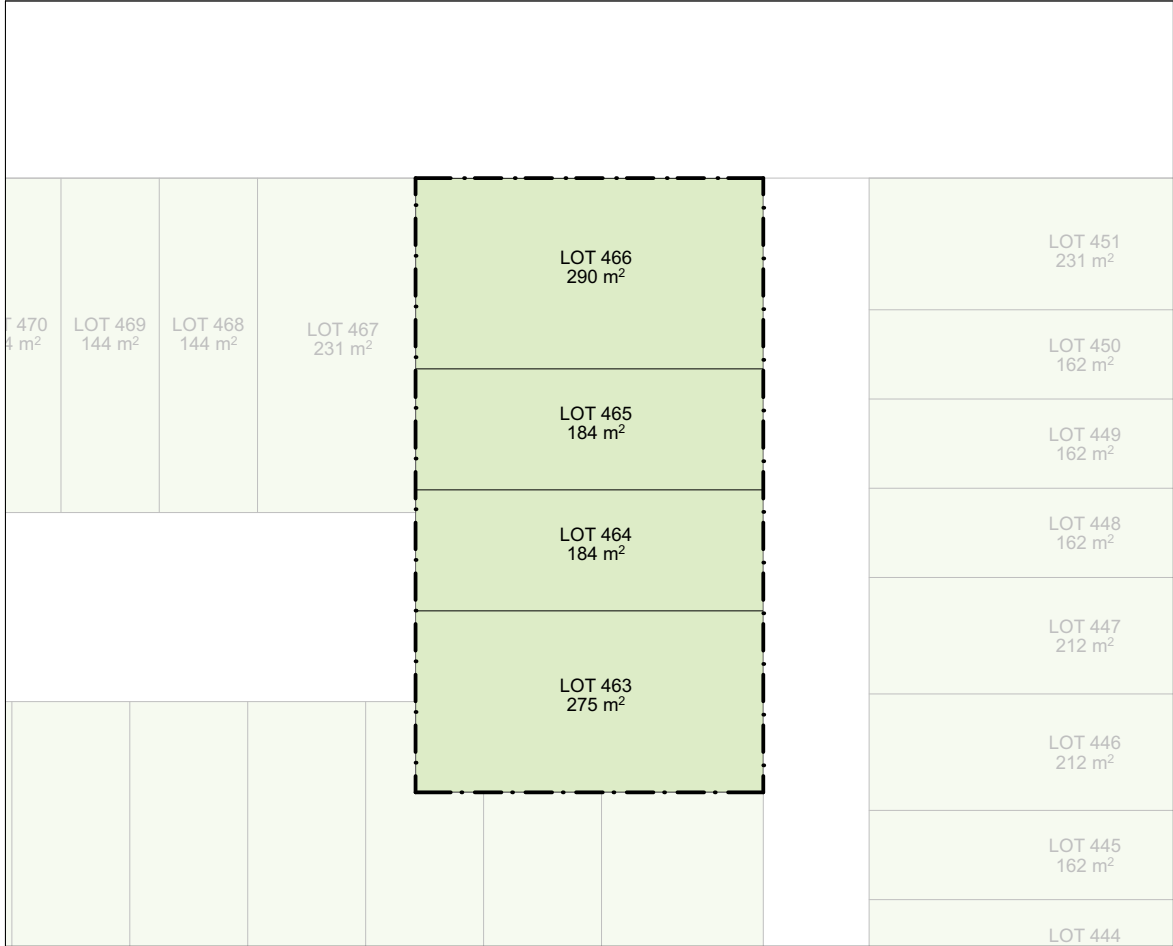 LOT 466
290 m²
LOT 465
184 m²
LOT 464
184 m²
LOT 463
275 m²
470
m²
LOT 469
144 m²
LOT 468
144 m²
LOT 467
231 m²
LOT 451
231 m²
LOT 450
162 m²
LOT 449
162 m²
LOT 448
162 m²
LOT 447
212 m²
LOT 446
212 m²
LOT 445
162 m²
LOT 444